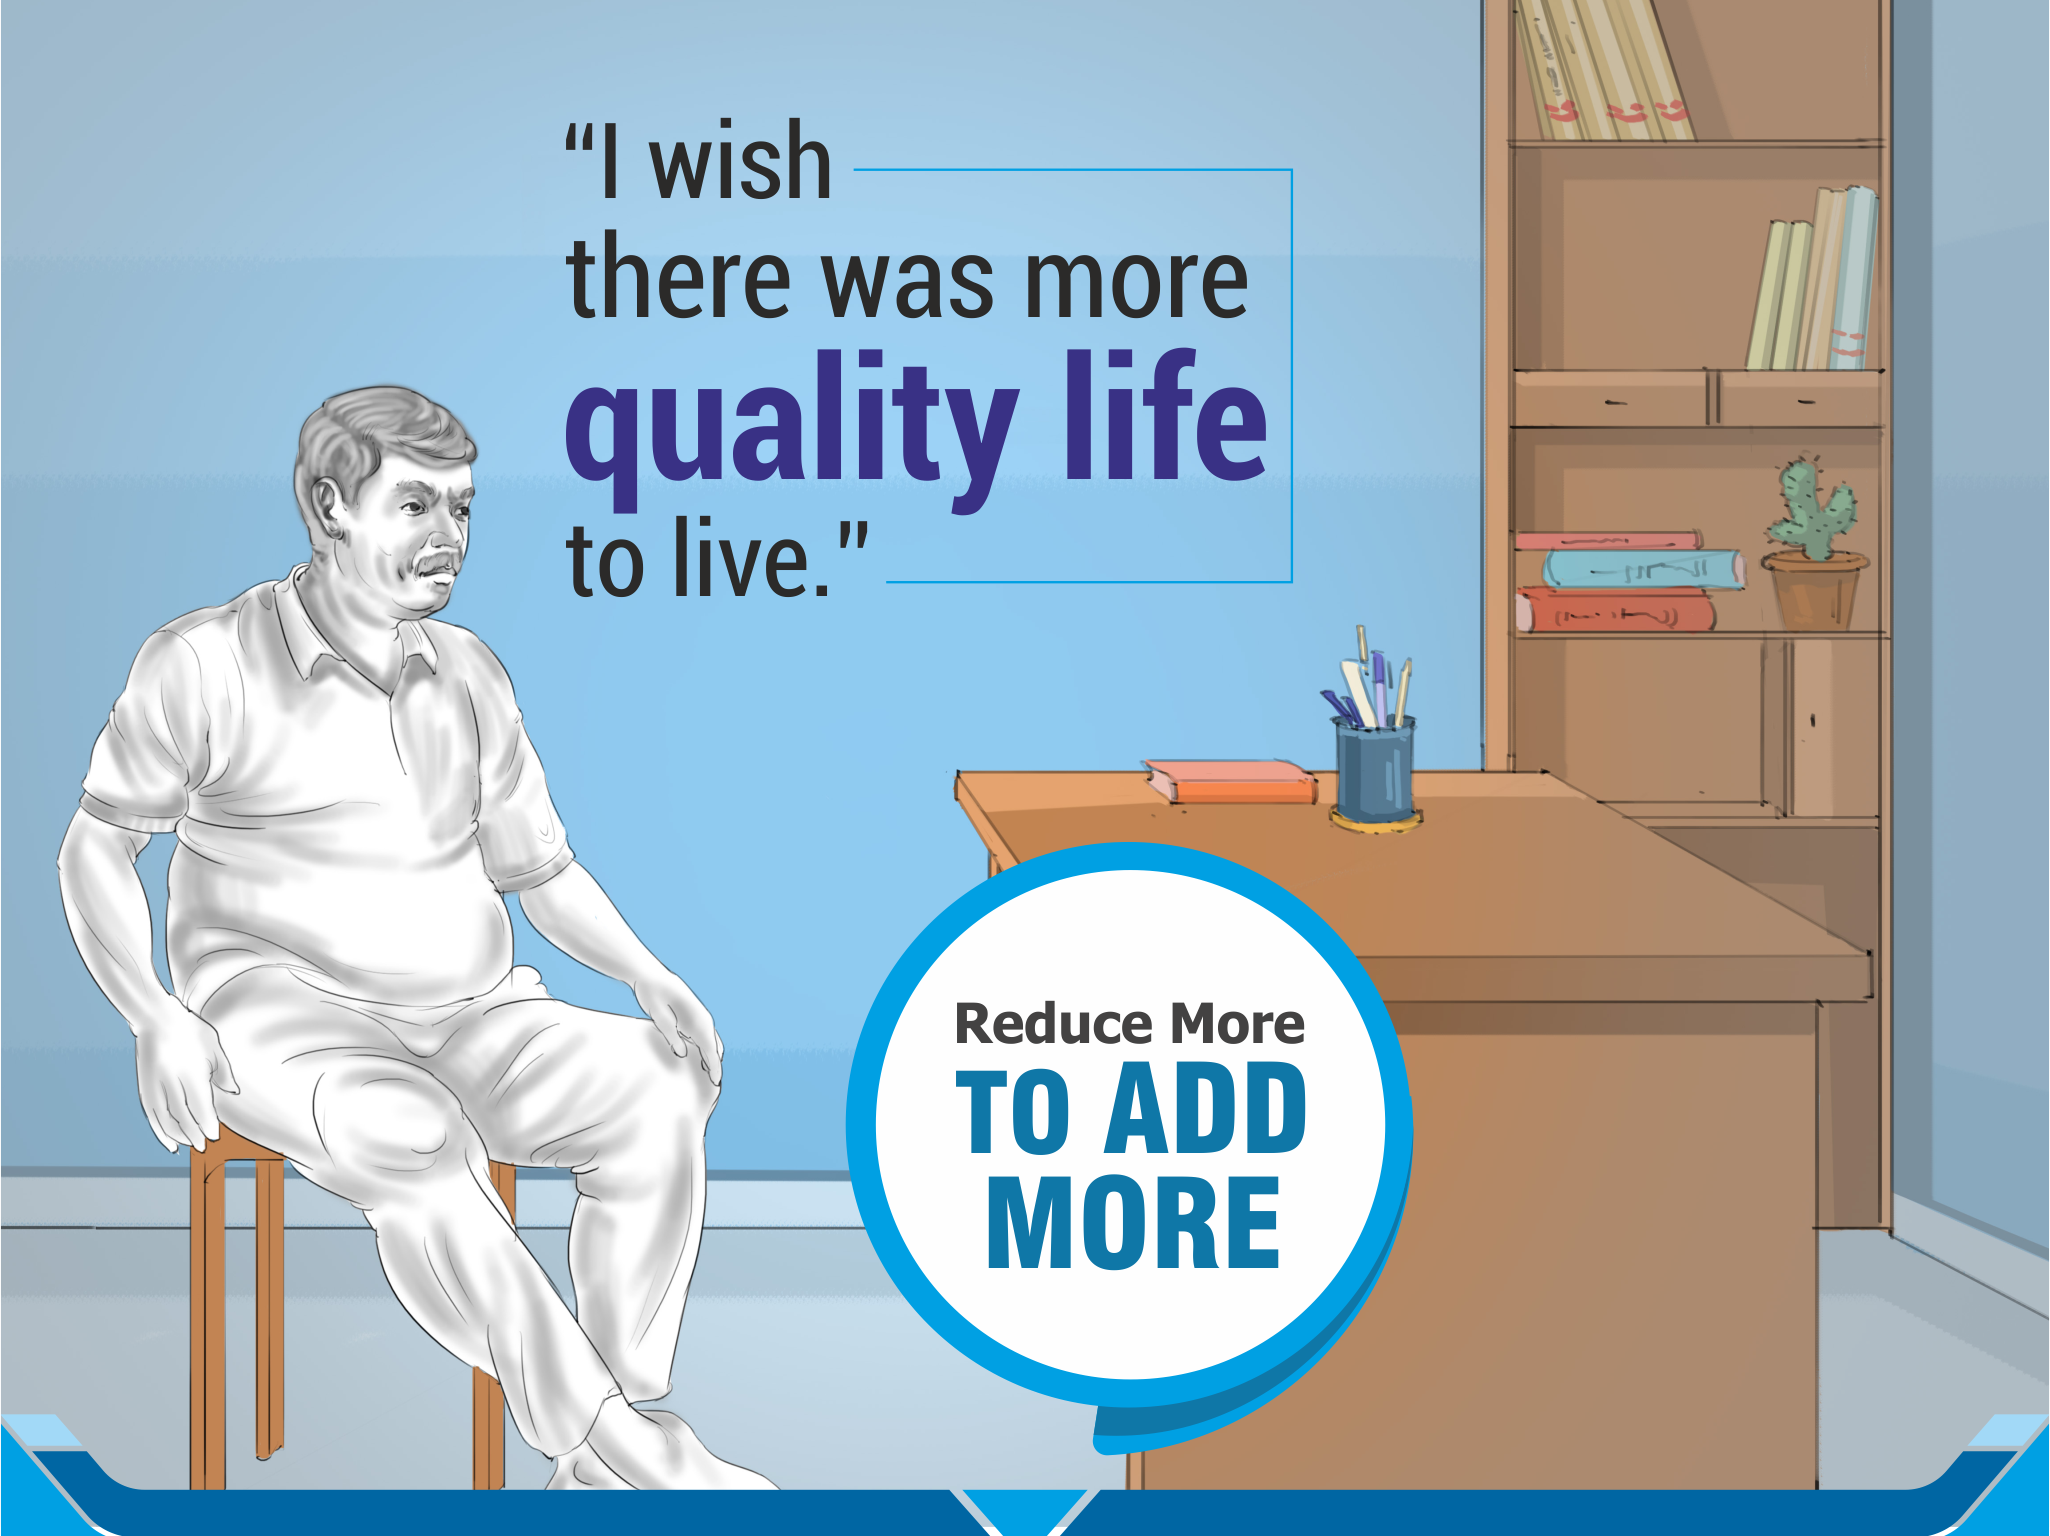 “I wish
there was more
quality life
to live.”
Reduce More
TO ADD
MORE